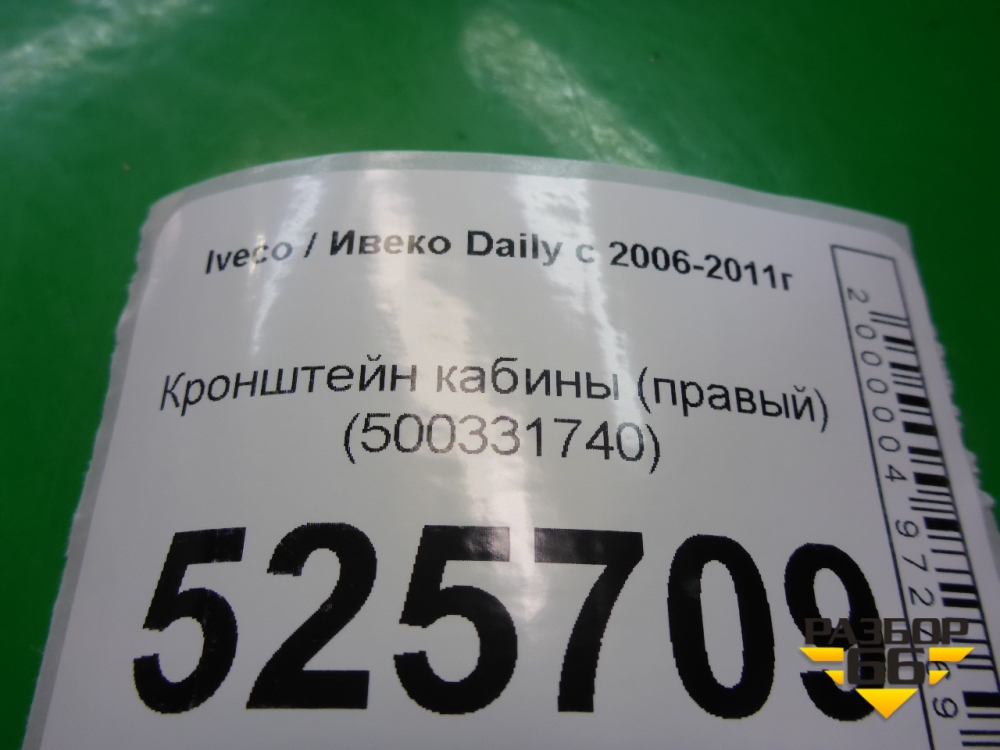 Iveco / Ивеко Daily с 2006-2011г
Кронштейн кабины (правый)
(500331740)
525709
РАЗБОР
66